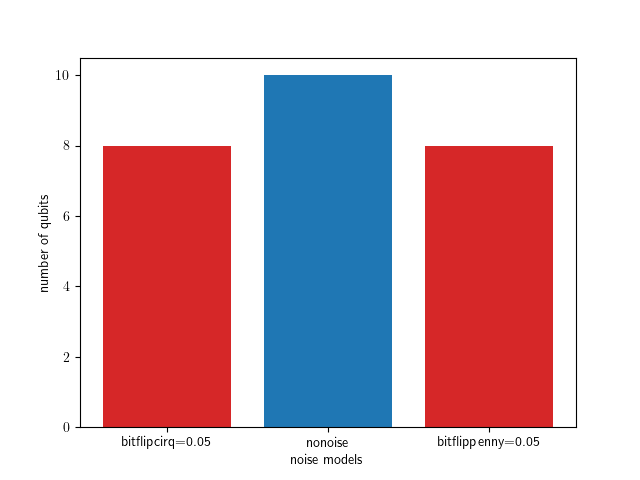 10
8
6
4
2
0
number of qubits
bitflipcirq=0.05
nonoise
bitflippenny=0.05
noise models